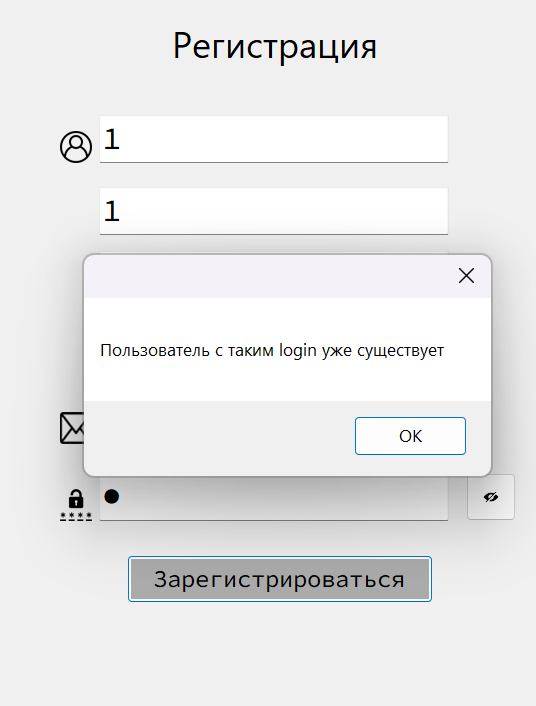 Регистрация
1
1
Пользователь с таким login уже существует
OK
Зарегистрироваться